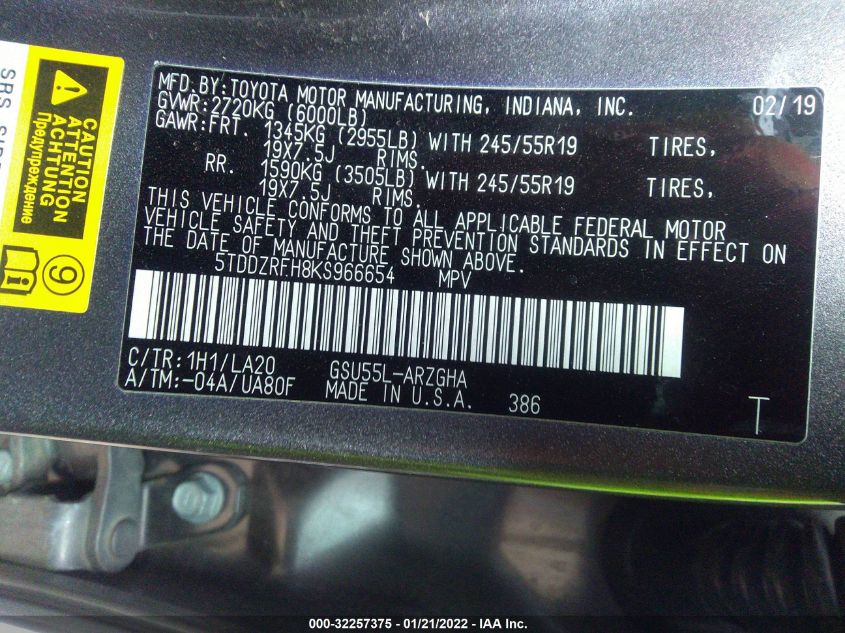 CAUTION
ATTENTION
ACHTUNG
Предупреждение
SRS
MFD.BY:TOYOTA MOTOR MANUFACTURING, INDIANA, INC. 02/19
GVWR:2720KG (6000LB)
GAWR:FRT. 1345KG (2955LB) WITH 245/55R19 TIRES,
19X7.5J RIMS.
RR. 1590KG (3505LB) WITH 245/55R19 TIRES,
19X7.5J RIMS.
THIS VEHICLE CONFORMS TO ALL APPLICABLE FEDERAL MOTOR
VEHICLE SAFETY AND THEFT PREVENTION STANDARDS IN EFFECT ON
THE DATE OF MANUFACTURE SHOWN ABOVE.
5TDDZRFH8KS966654 MPV
C/TR:1H1/LA20 GSU55L-ARZGHA
A/TM:-04A/UA80F MADE IN U.S.A. 386 T
000-32257375 - 01/21/2022 - IAA Inc.